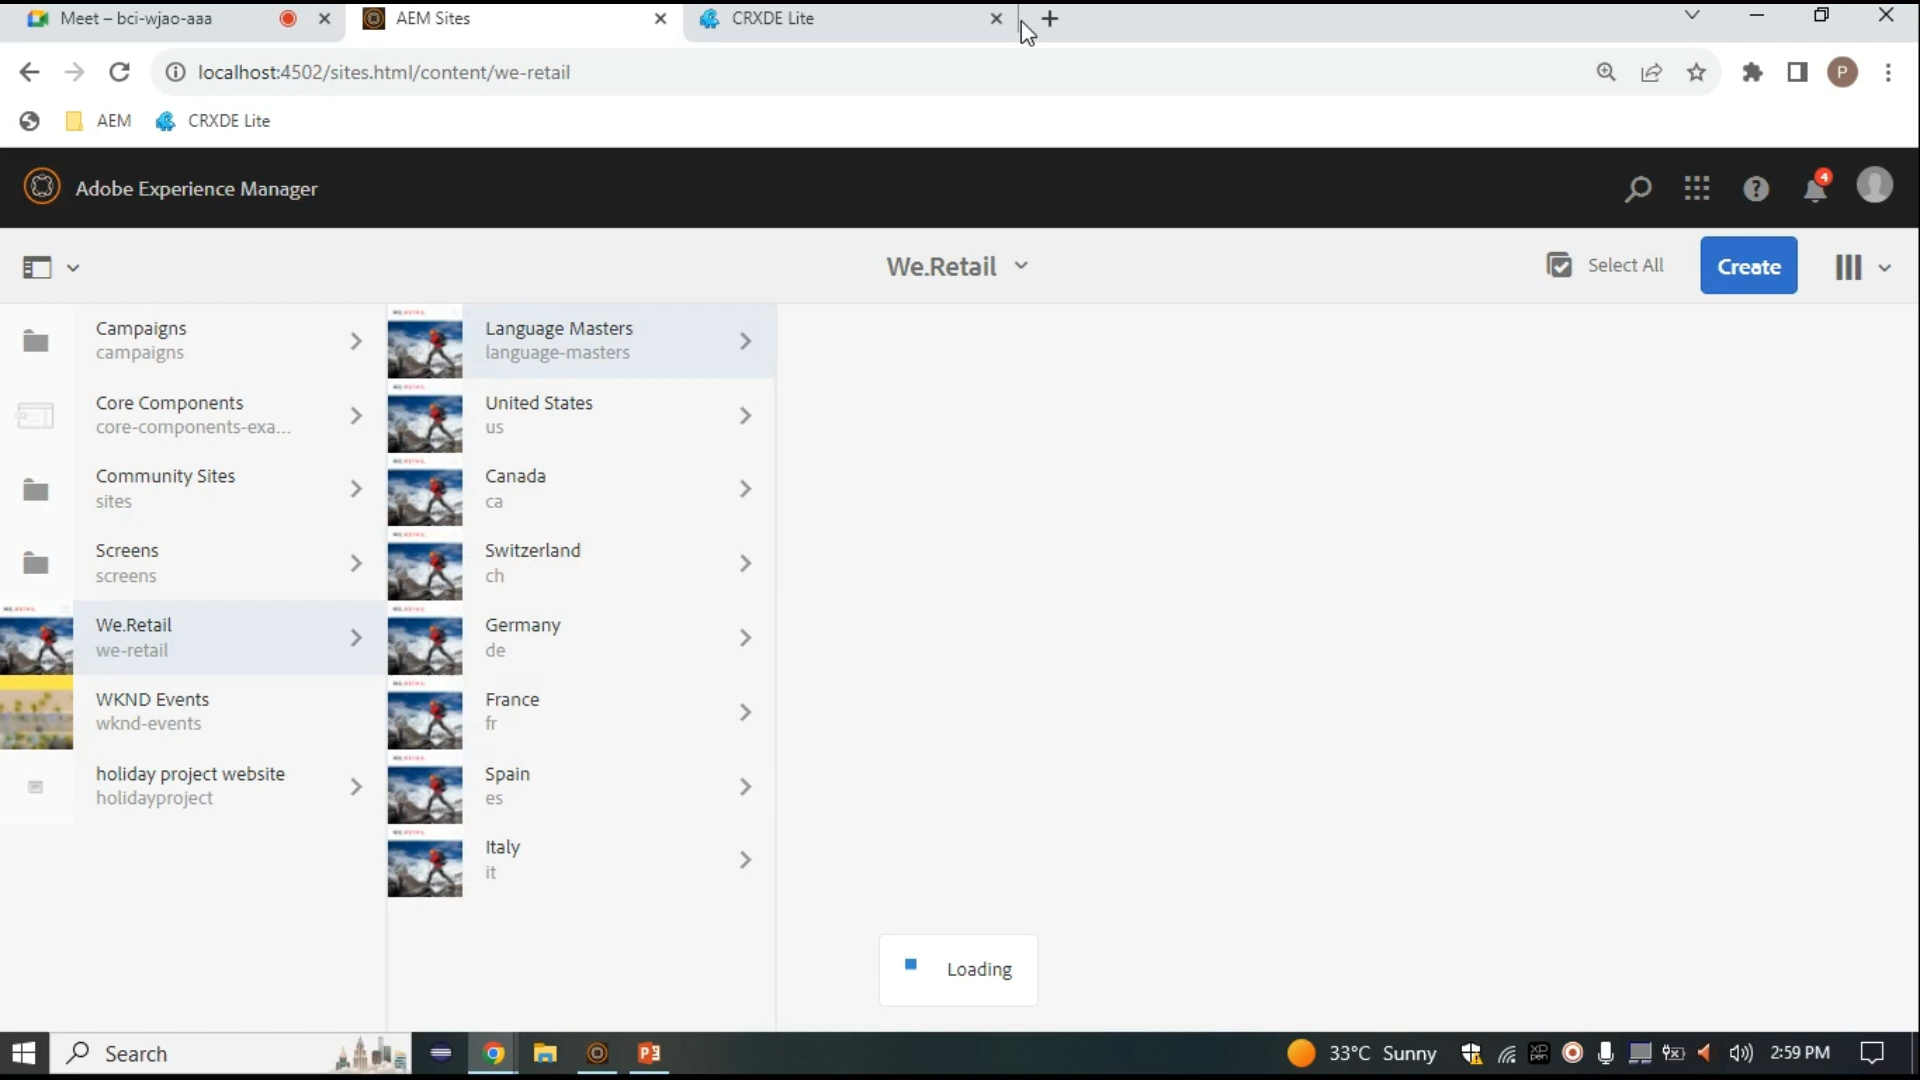 Meet – bci-wjao-aaa
AEM Sites
CRXDE Lite
localhost:4502/sites.html/content/we-retail
P
AEM
CRXDE Lite
Adobe Experience Manager
4
We.Retail
Select All
Create
Campaigns
campaigns
Core Components
core-components-exa...
Community Sites
sites
Screens
screens
We.Retail
we-retail
WKND Events
wknd-events
holiday project website
holidayproject
Language Masters
language-masters
United States
us
Canada
ca
Switzerland
ch
Germany
de
France
fr
Spain
es
Italy
it
Loading
Search
33°C Sunny
2:59 PM